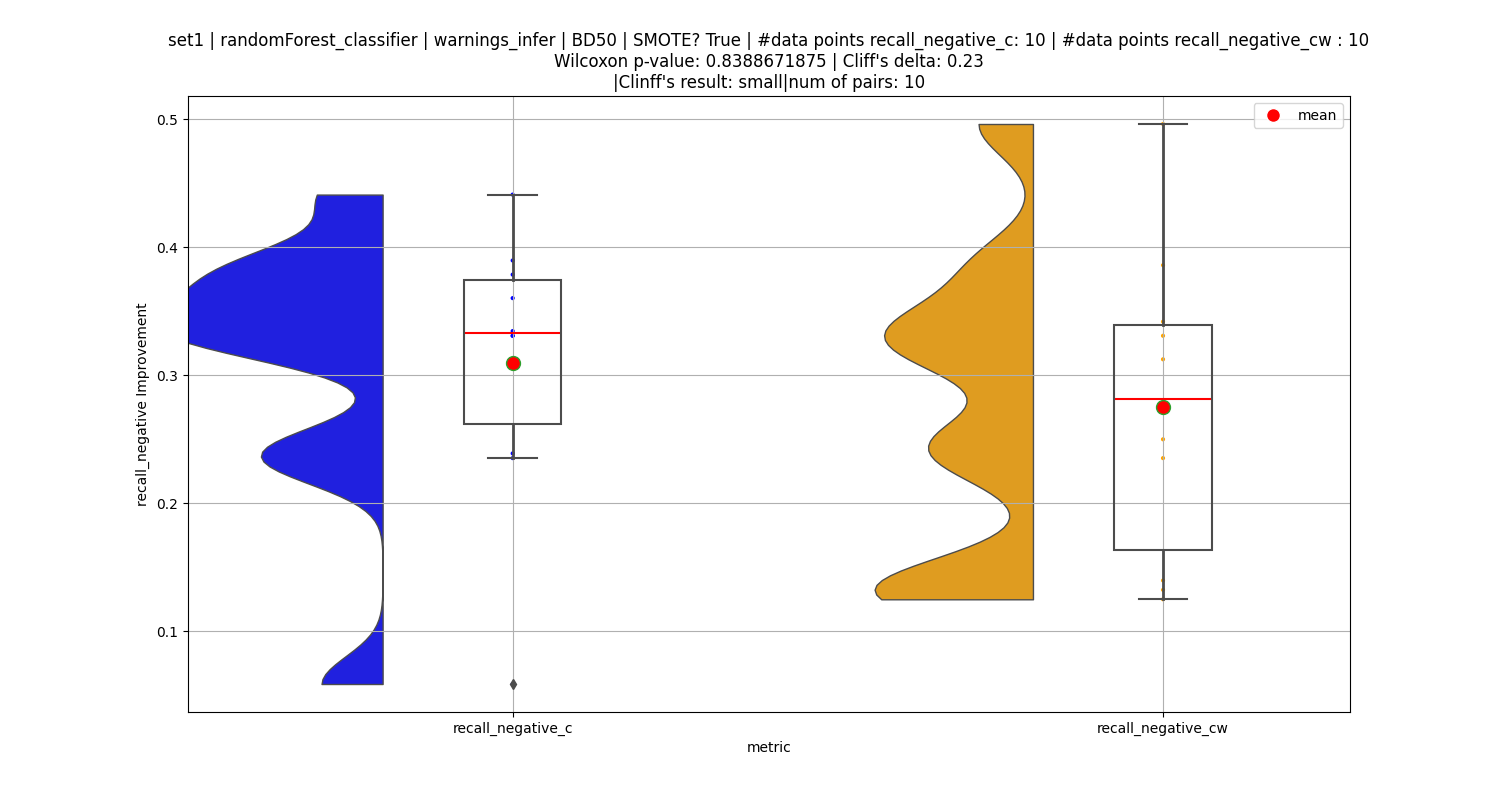 set1 | randomForest_classifier | warnings_infer | BD50 | SMOTE? True | #data points recall_negative_c: 10 | #data points recall_negative_cw : 10
Wilcoxon p-value: 0.8388671875 | Cliff's delta: 0.23
|Clinff's result: small|num of pairs: 10
mean
0.5
0.4
0.3
0.2
0.1
recall_negative Improvement
recall_negative_c
recall_negative_cw
metric